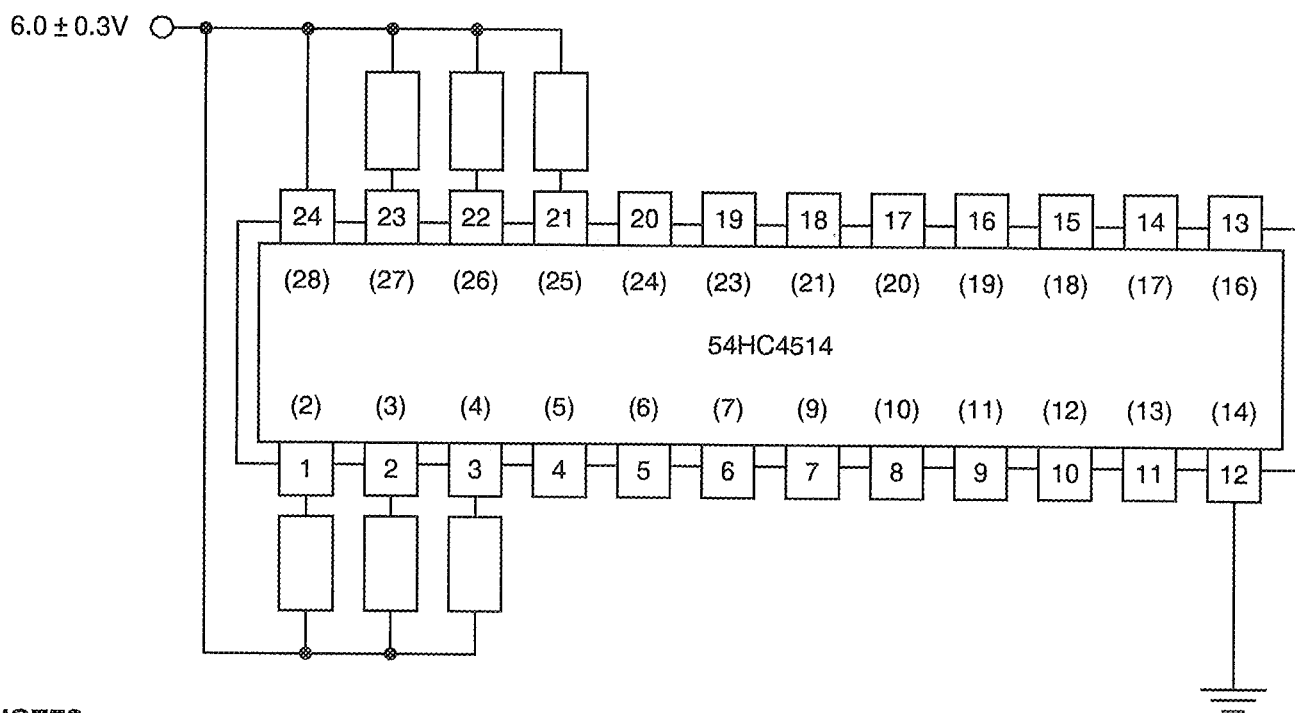 6.0 ± 0.3V
24 23 22 21 20 19 18 17 16 15 14 13
(28) (27) (26) (25) (24) (23) (21) (20) (19) (18) (17) (16)
54HC4514
(2) (3) (4) (5) (6) (7) (9) (10) (11) (12) (13) (14)
1 2 3 4 5 6 7 8 9 10 11 12